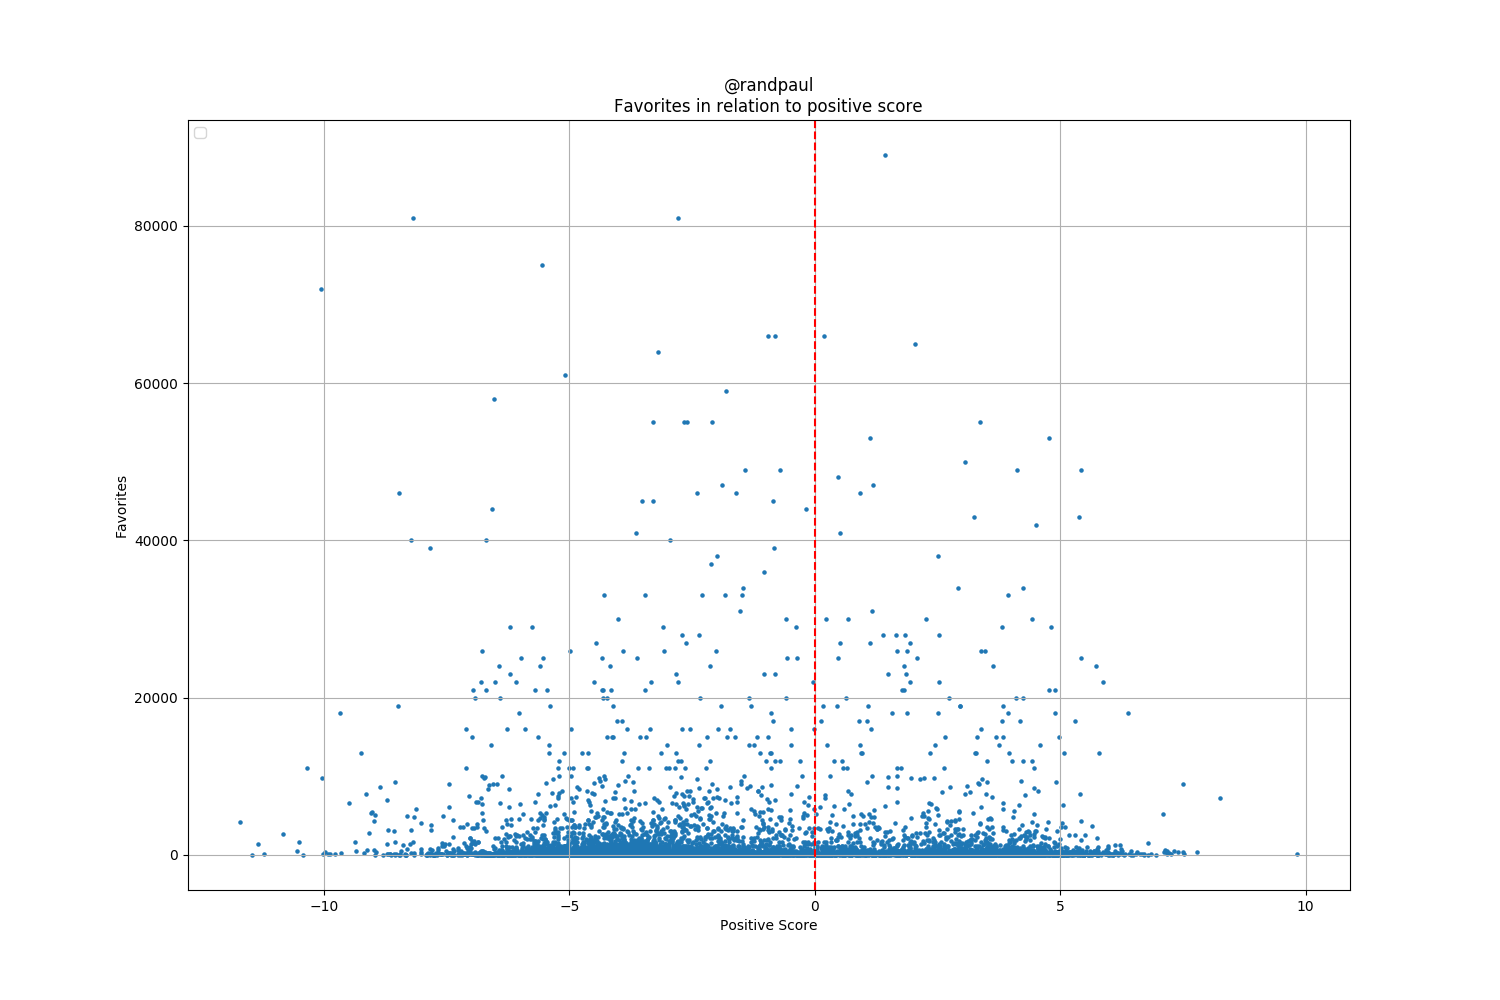 @randpaul
Favorites in relation to positive score
80000
60000
40000
20000
0
Favorites
−10
−5
0
5
10
Positive Score